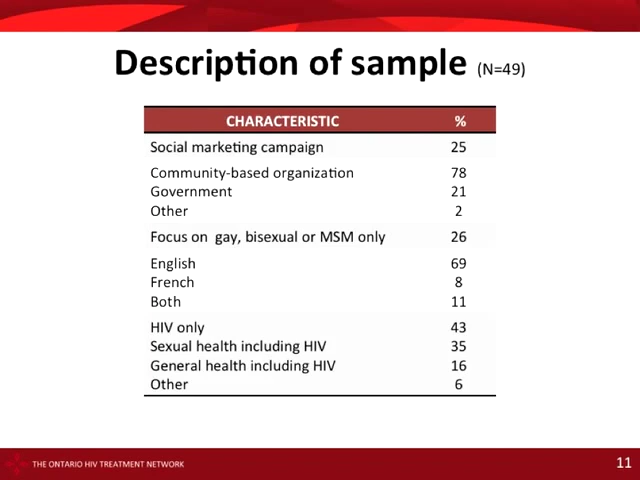 Description of sample (N=49)
CHARACTERISTIC %
Social marketing campaign 25
Community-based organization 78
Government 21
Other 2
Focus on gay, bisexual or MSM only 26
English 69
French 8
Both 11
HIV only 43
Sexual health including HIV 35
General health including HIV 16
Other 6
THE ONTARIO HIV TREATMENT NETWORK 11